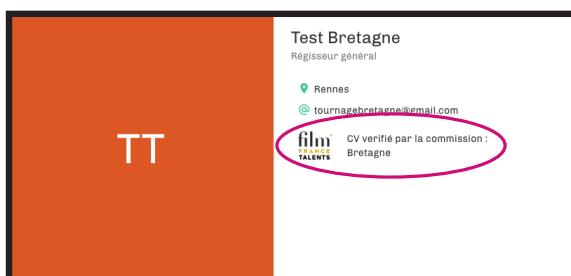 TT
Test Bretagne
Régisseur général
Rennes
@ tournagebretagne@gmail.com
film
FRANCE
TALENTS
CV verifié par la commission :
Bretagne